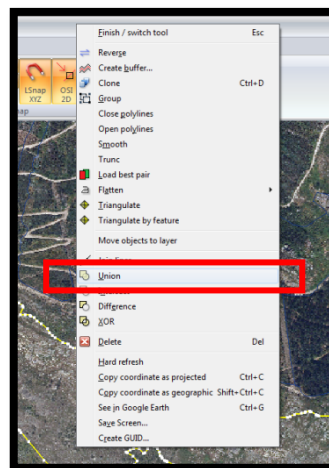 Finish / switch tool Esc
Reverse
Create buffer...
LSnap XYZ
OSI 2D
Clone Ctrl+D
Group
Close polylines
Open polylines
Smooth
Trunc
Load best pair
Flatten
Triangulate
Triangulate by feature
Move objects to layer
Union
Difference
XOR
Delete Del
Hard refresh
Copy coordinate as projected Ctrl+C
Copy coordinate as geographic Shift+Ctrl+C
See in Google Earth Ctrl+G
Save Screen...
Create GUID...